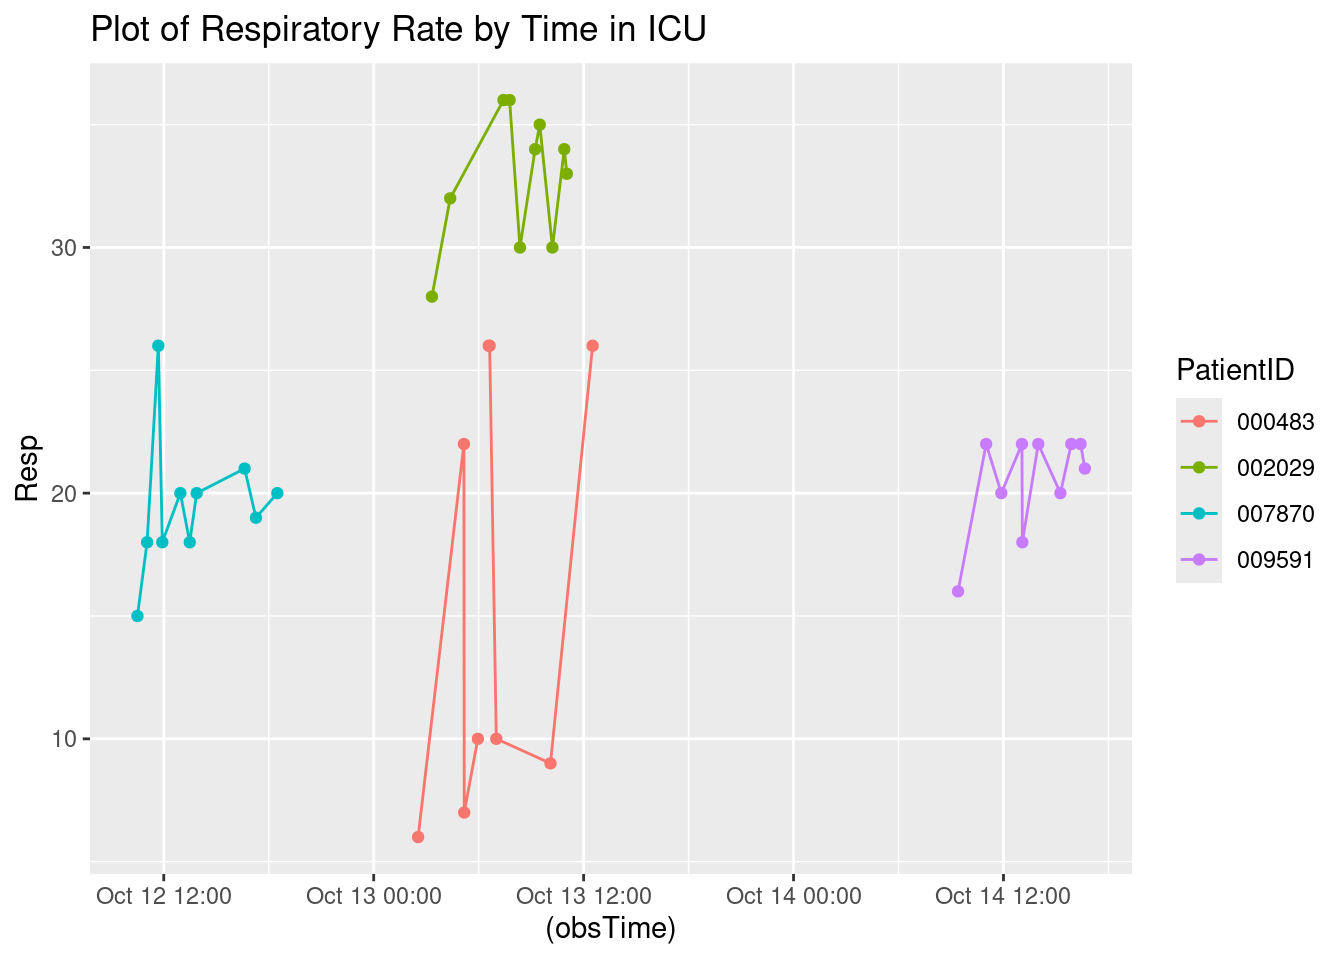 Plot of Respiratory Rate by Time in ICU
Resp
30
20
10
Oct 12 12:00
Oct 13 00:00
Oct 13 12:00
Oct 14 00:00
Oct 14 12:00
(obsTime)
PatientID
000483
002029
007870
009591